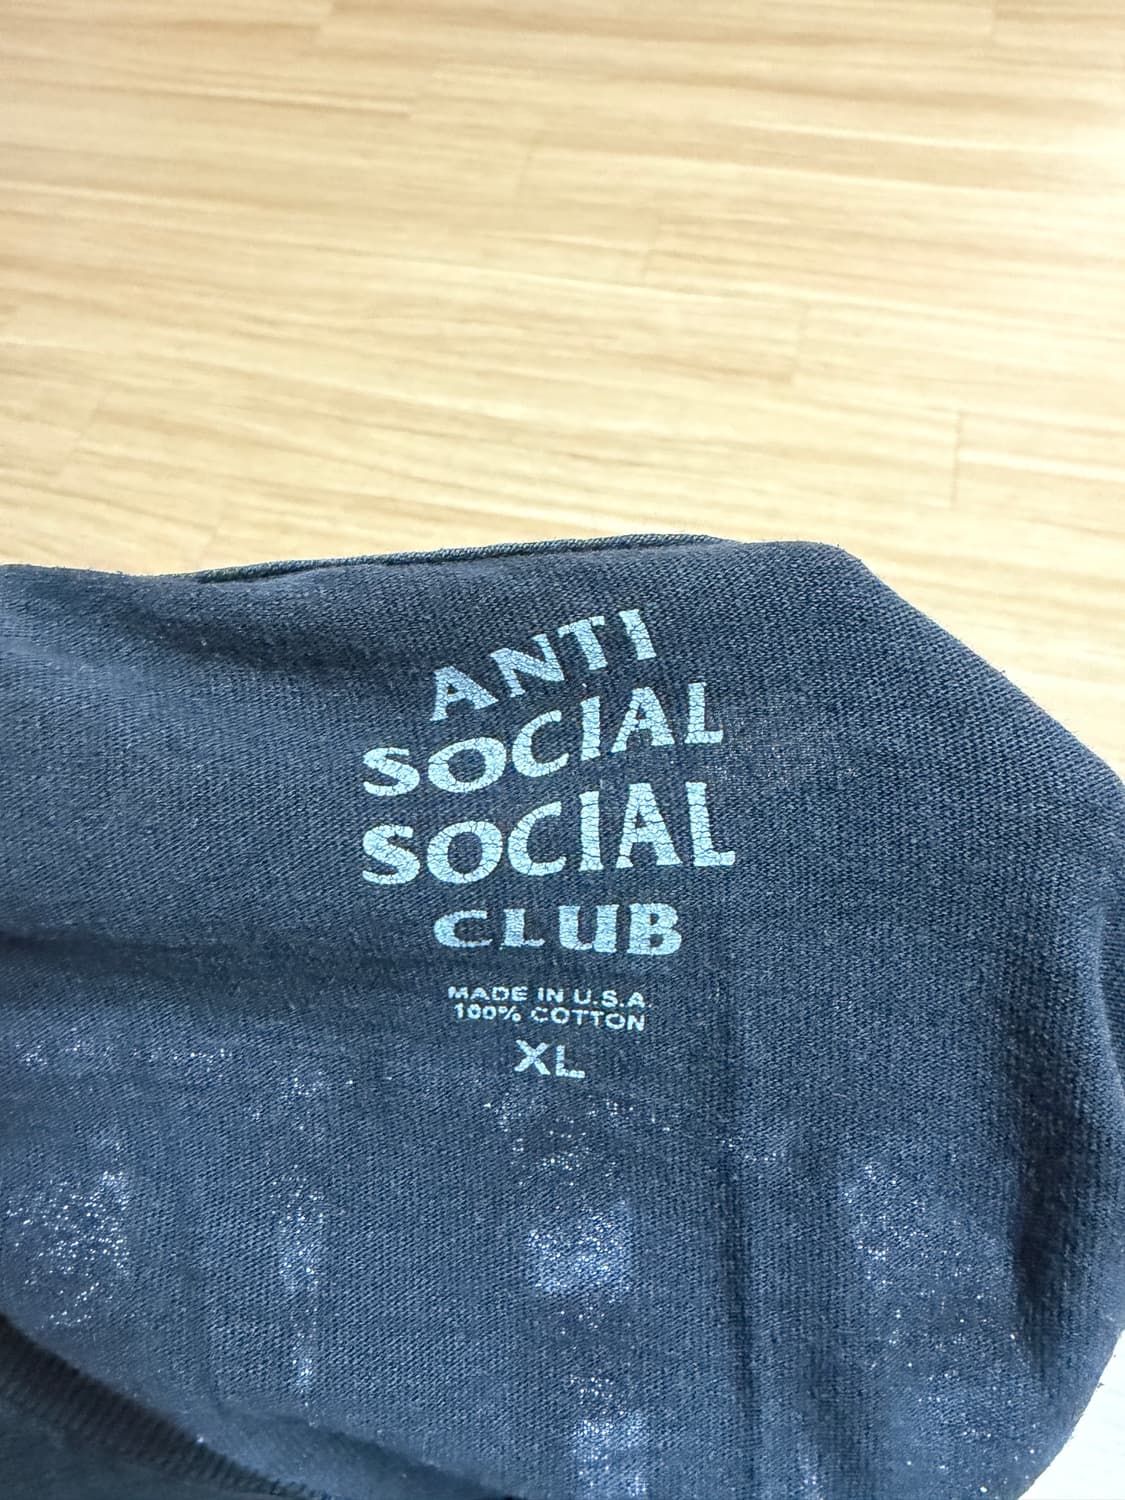 ANTI
SOCIAL
SOCIAL
CLUB
MADE IN U.S.A.
100% COTTON
XL